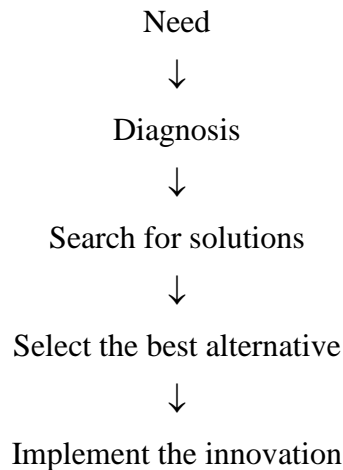 Need
↓
Diagnosis
↓
Search for solutions
↓
Select the best alternative
↓
Implement the innovation